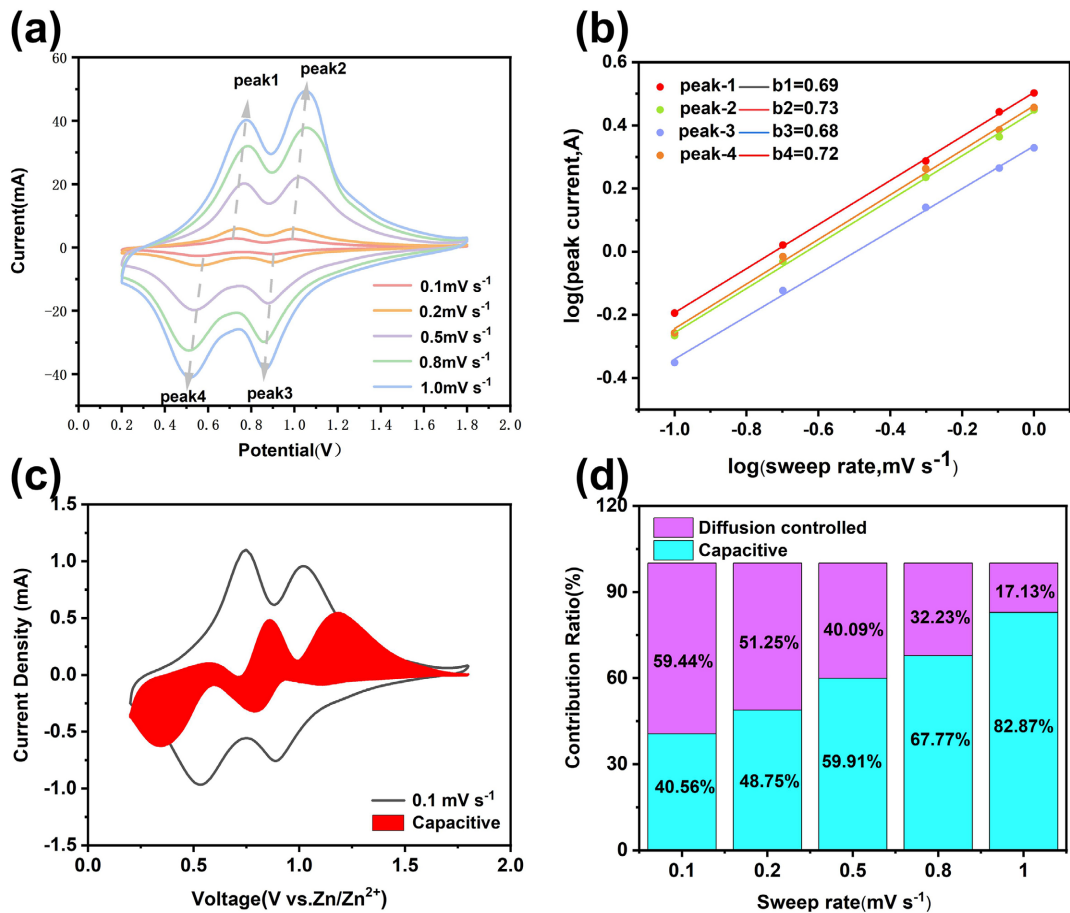 (a)
60
40
20
0
-20
-40
Current(mA)
peak1
peak2
peak4
peak3
0.1mV s⁻¹
0.2mV s⁻¹
0.5mV s⁻¹
0.8mV s⁻¹
1.0mV s⁻¹
0.0 0.2 0.4 0.6 0.8 1.0 1.2 1.4 1.6 1.8 2.0
Potential(V）
(b)
0.6
0.4
0.2
0.0
-0.2
-0.4
log(peak current,A)
peak-1 b1=0.69
peak-2 b2=0.73
peak-3 b3=0.68
peak-4 b4=0.72
-1.0 -0.8 -0.6 -0.4 -0.2 0.0
log(sweep rate,mV s⁻¹)
(c)
1.5
1.0
0.5
0.0
-0.5
-1.0
-1.5
Current Density (mA)
0.1 mV s⁻¹
Capacitive
0.0 0.5 1.0 1.5 2.0
Voltage(V vs.Zn/Zn²⁺)
(d)
120
90
60
30
0
Contribution Ratio(%)
Diffusion controlled
Capacitive
59.44% 51.25% 40.09% 32.23% 17.13%
40.56% 48.75% 59.91% 67.77% 82.87%
0.1 0.2 0.5 0.8 1
Sweep rate(mV s⁻¹)